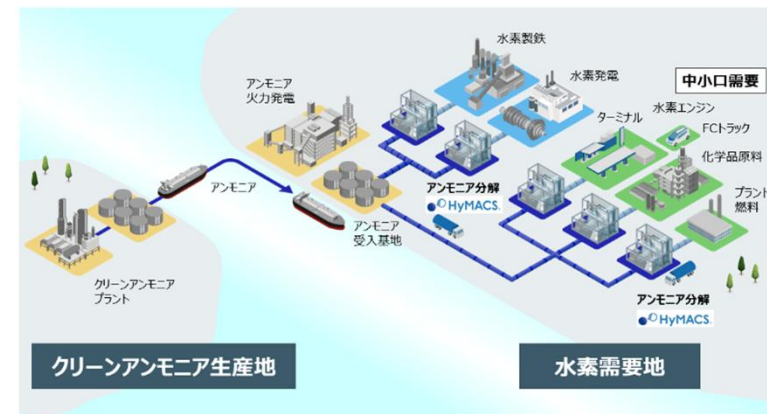 水素製鉄
水素発電
中小口需要
アンモニア
火力発電
ターミナル
水素エンジン
FCトラック
化学品原料
プラント
燃料
アンモニア
アンモニア
受入基地
アンモニア分解
HyMACS
クリーンアンモニア
プラント
アンモニア分解
HyMACS
クリーンアンモニア生産地
水素需要地